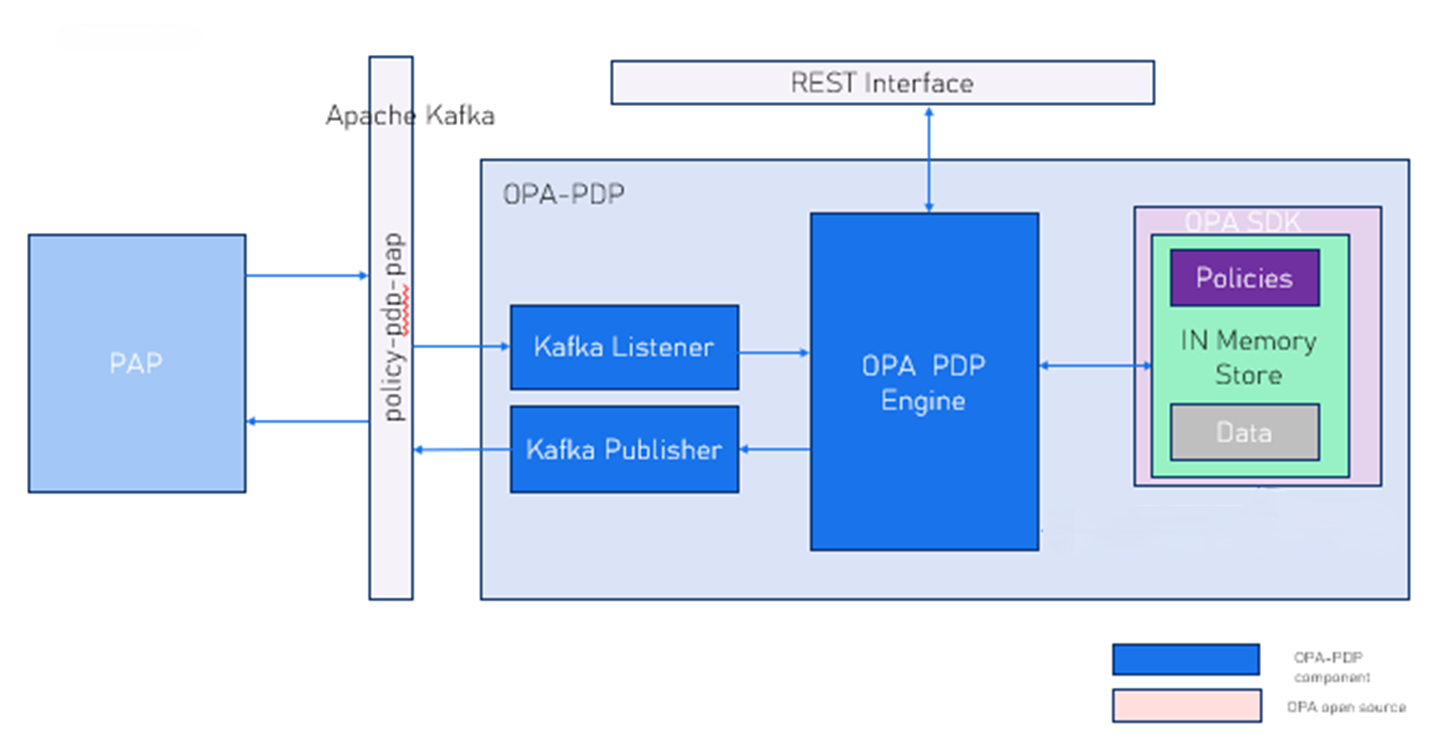 REST Interface
Apache Kafka
OPA-PDP
policy-pdp-pap
PAP
Kafka Listener
Kafka Publisher
OPA PDP
Engine
OPA SDK
Policies
IN Memory
Store
Data
OPA-PDP
component
OPA open source